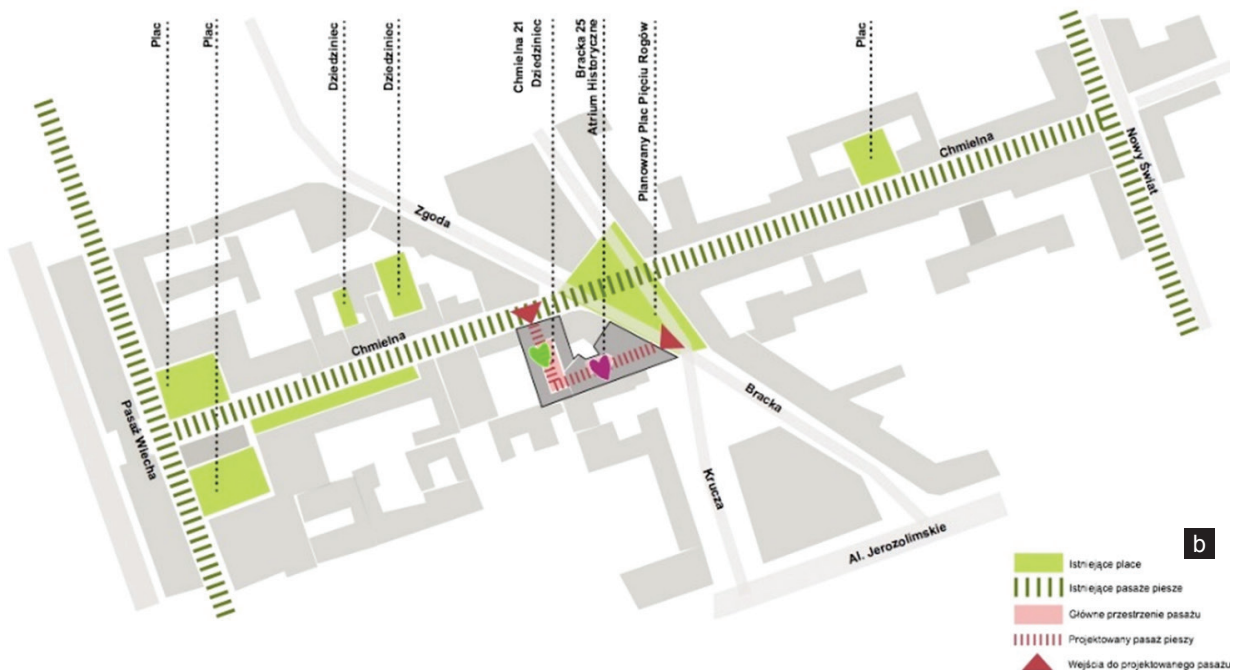 Plac
Plac
Dziedziniec
Dziedziniec
Chmielna 21
Dziedziniec
Bracka 25
Atrium Historyczne
Planowany Plac Pięciu Rogów
Plac
Zgoda
Chmielna
Nowy Świat
Chmielna
Pasaż Wiecha
Bracka
Krucza
Al. Jerozolimskie
b
Istniejące place
Istniejące pasaże piesze
Główne przestrzenie pasażu
Projektowany pasaż pieszy
Wejścia do projektowanego pasażu